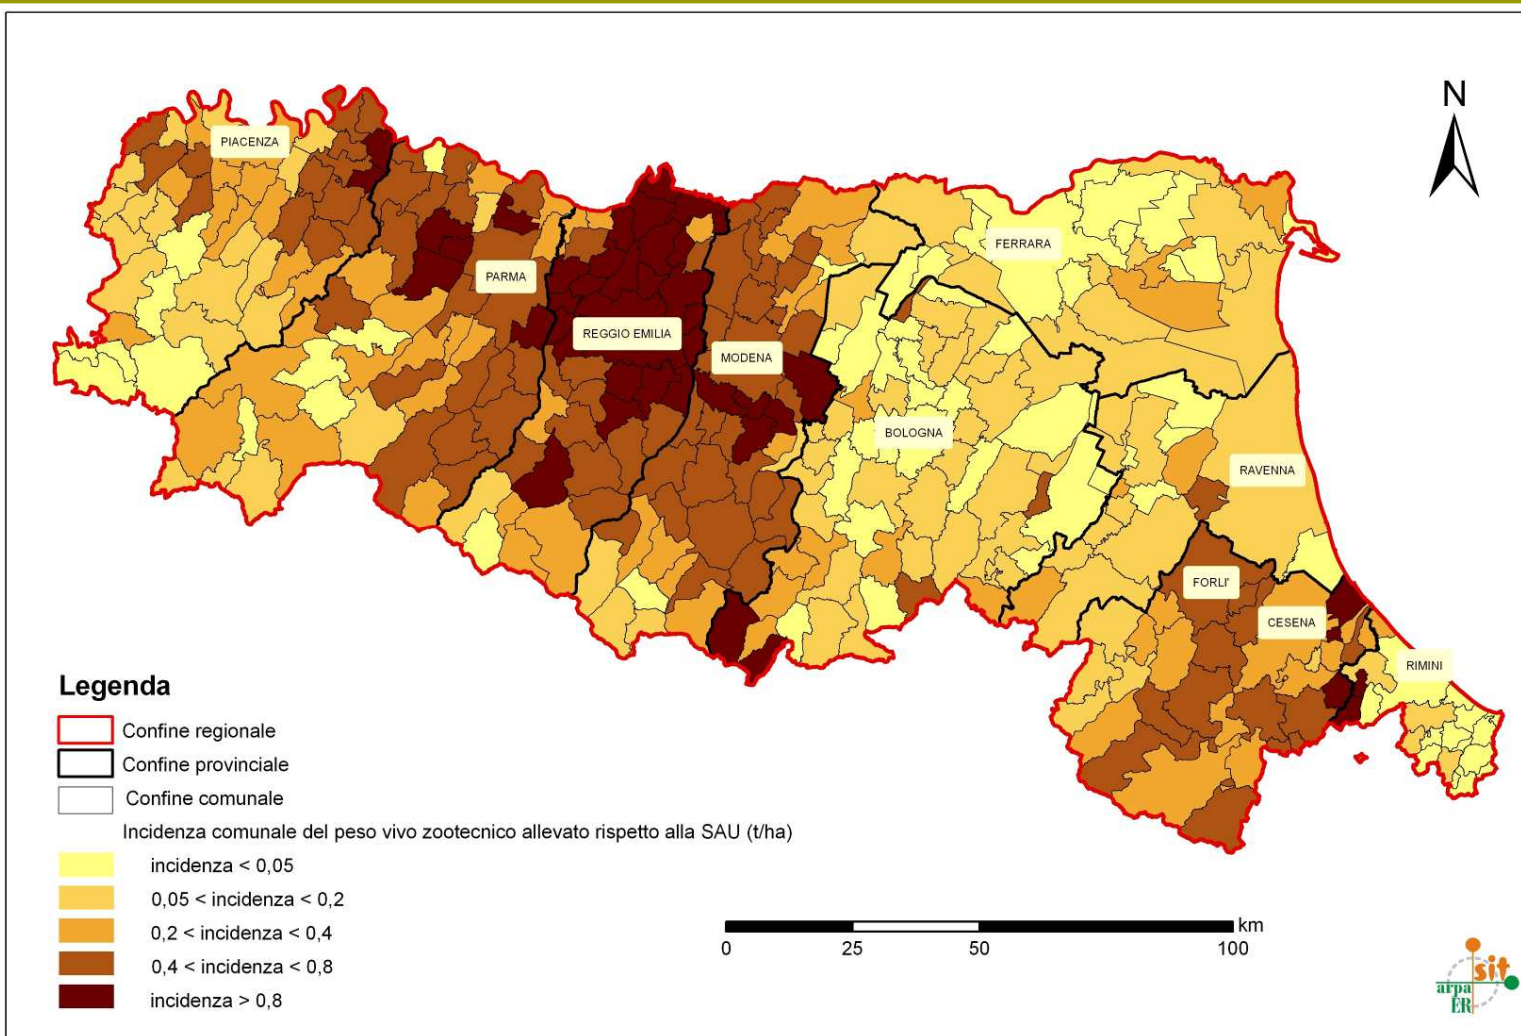 N
PIACENZA
FERRARA
PARMA
REGGIO EMILIA
MODENA
BOLOGNA
RAVENNA
FORLI'
CESENA
RIMINI
Legenda
Confine regionale
Confine provinciale
Confine comunale
Incidenza comunale del peso vivo zootecnico allevato rispetto alla SAU (t/ha)
incidenza < 0,05
0,05 < incidenza < 0,2
0,2 < incidenza < 0,4
0,4 < incidenza < 0,8
incidenza > 0,8
km
0 25 50 100
sit
arpa
ER